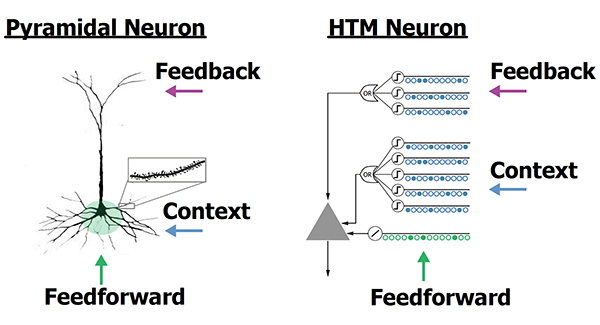 Pyramidal Neuron
Feedback
Context
Feedforward
HTM Neuron
Feedback
OR
Context
OR
Feedforward